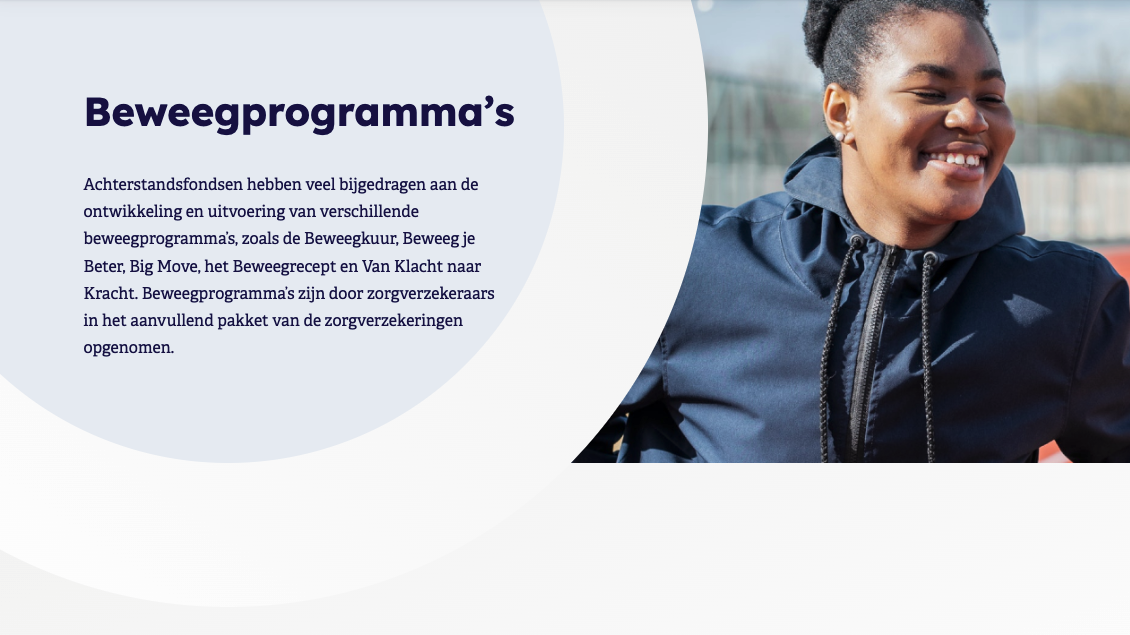 Beweegprogramma’s
Achterstandsfondsen hebben veel bijgedragen aan de
ontwikkeling en uitvoering van verschillende
beweegprogramma’s, zoals de Beweegkuur, Beweeg je
Beter, Big Move, het Beweegrecept en Van Klacht naar
Kracht. Beweegprogramma’s zijn door zorgverzekeraars
in het aanvullend pakket van de zorgverzekeringen
opgenomen.